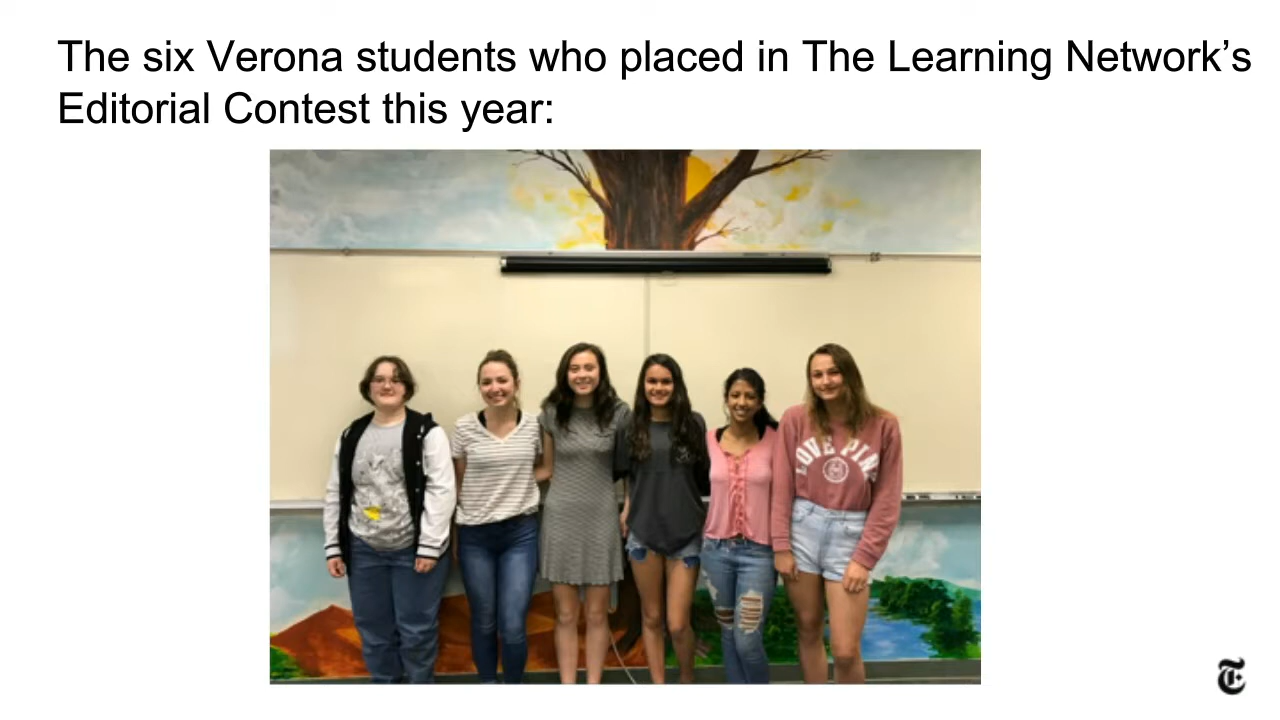 The six Verona students who placed in The Learning Network’s
Editorial Contest this year:
LOVE PINK
T